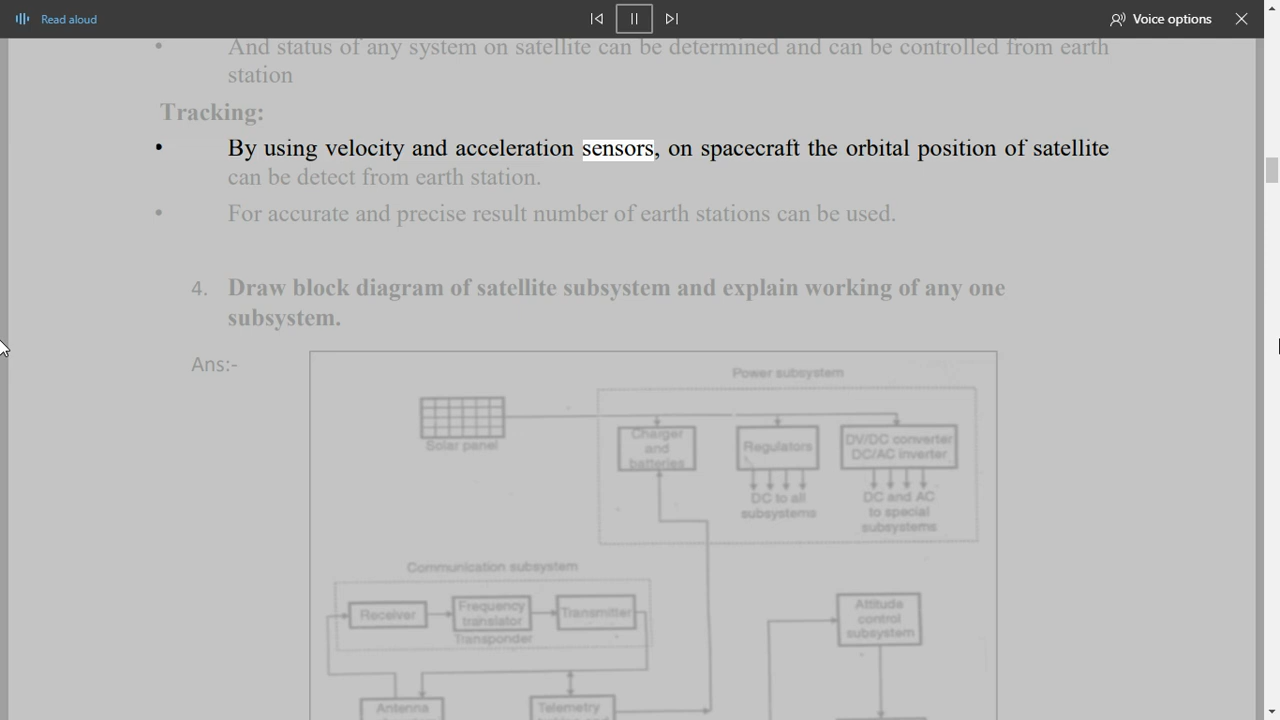 Read aloud
Voice options
• And status of any system on satellite can be determined and can be controlled from earth
station
Tracking:
• By using velocity and acceleration sensors, on spacecraft the orbital position of satellite
can be detect from earth station.
• For accurate and precise result number of earth stations can be used.
4. Draw block diagram of satellite subsystem and explain working of any one
subsystem.
Ans:-
Power subsystem
Solar panel
Charger
and
batteries
Regulators
DV/DC converter
DC/AC inverter
DC to all
subsystems
DC and AC
to special
subsystems
Communication subsystem
Receiver
Frequency
translator
Transmitter
Transponder
Attitude
control
subsystem
Antenna
Telemetry